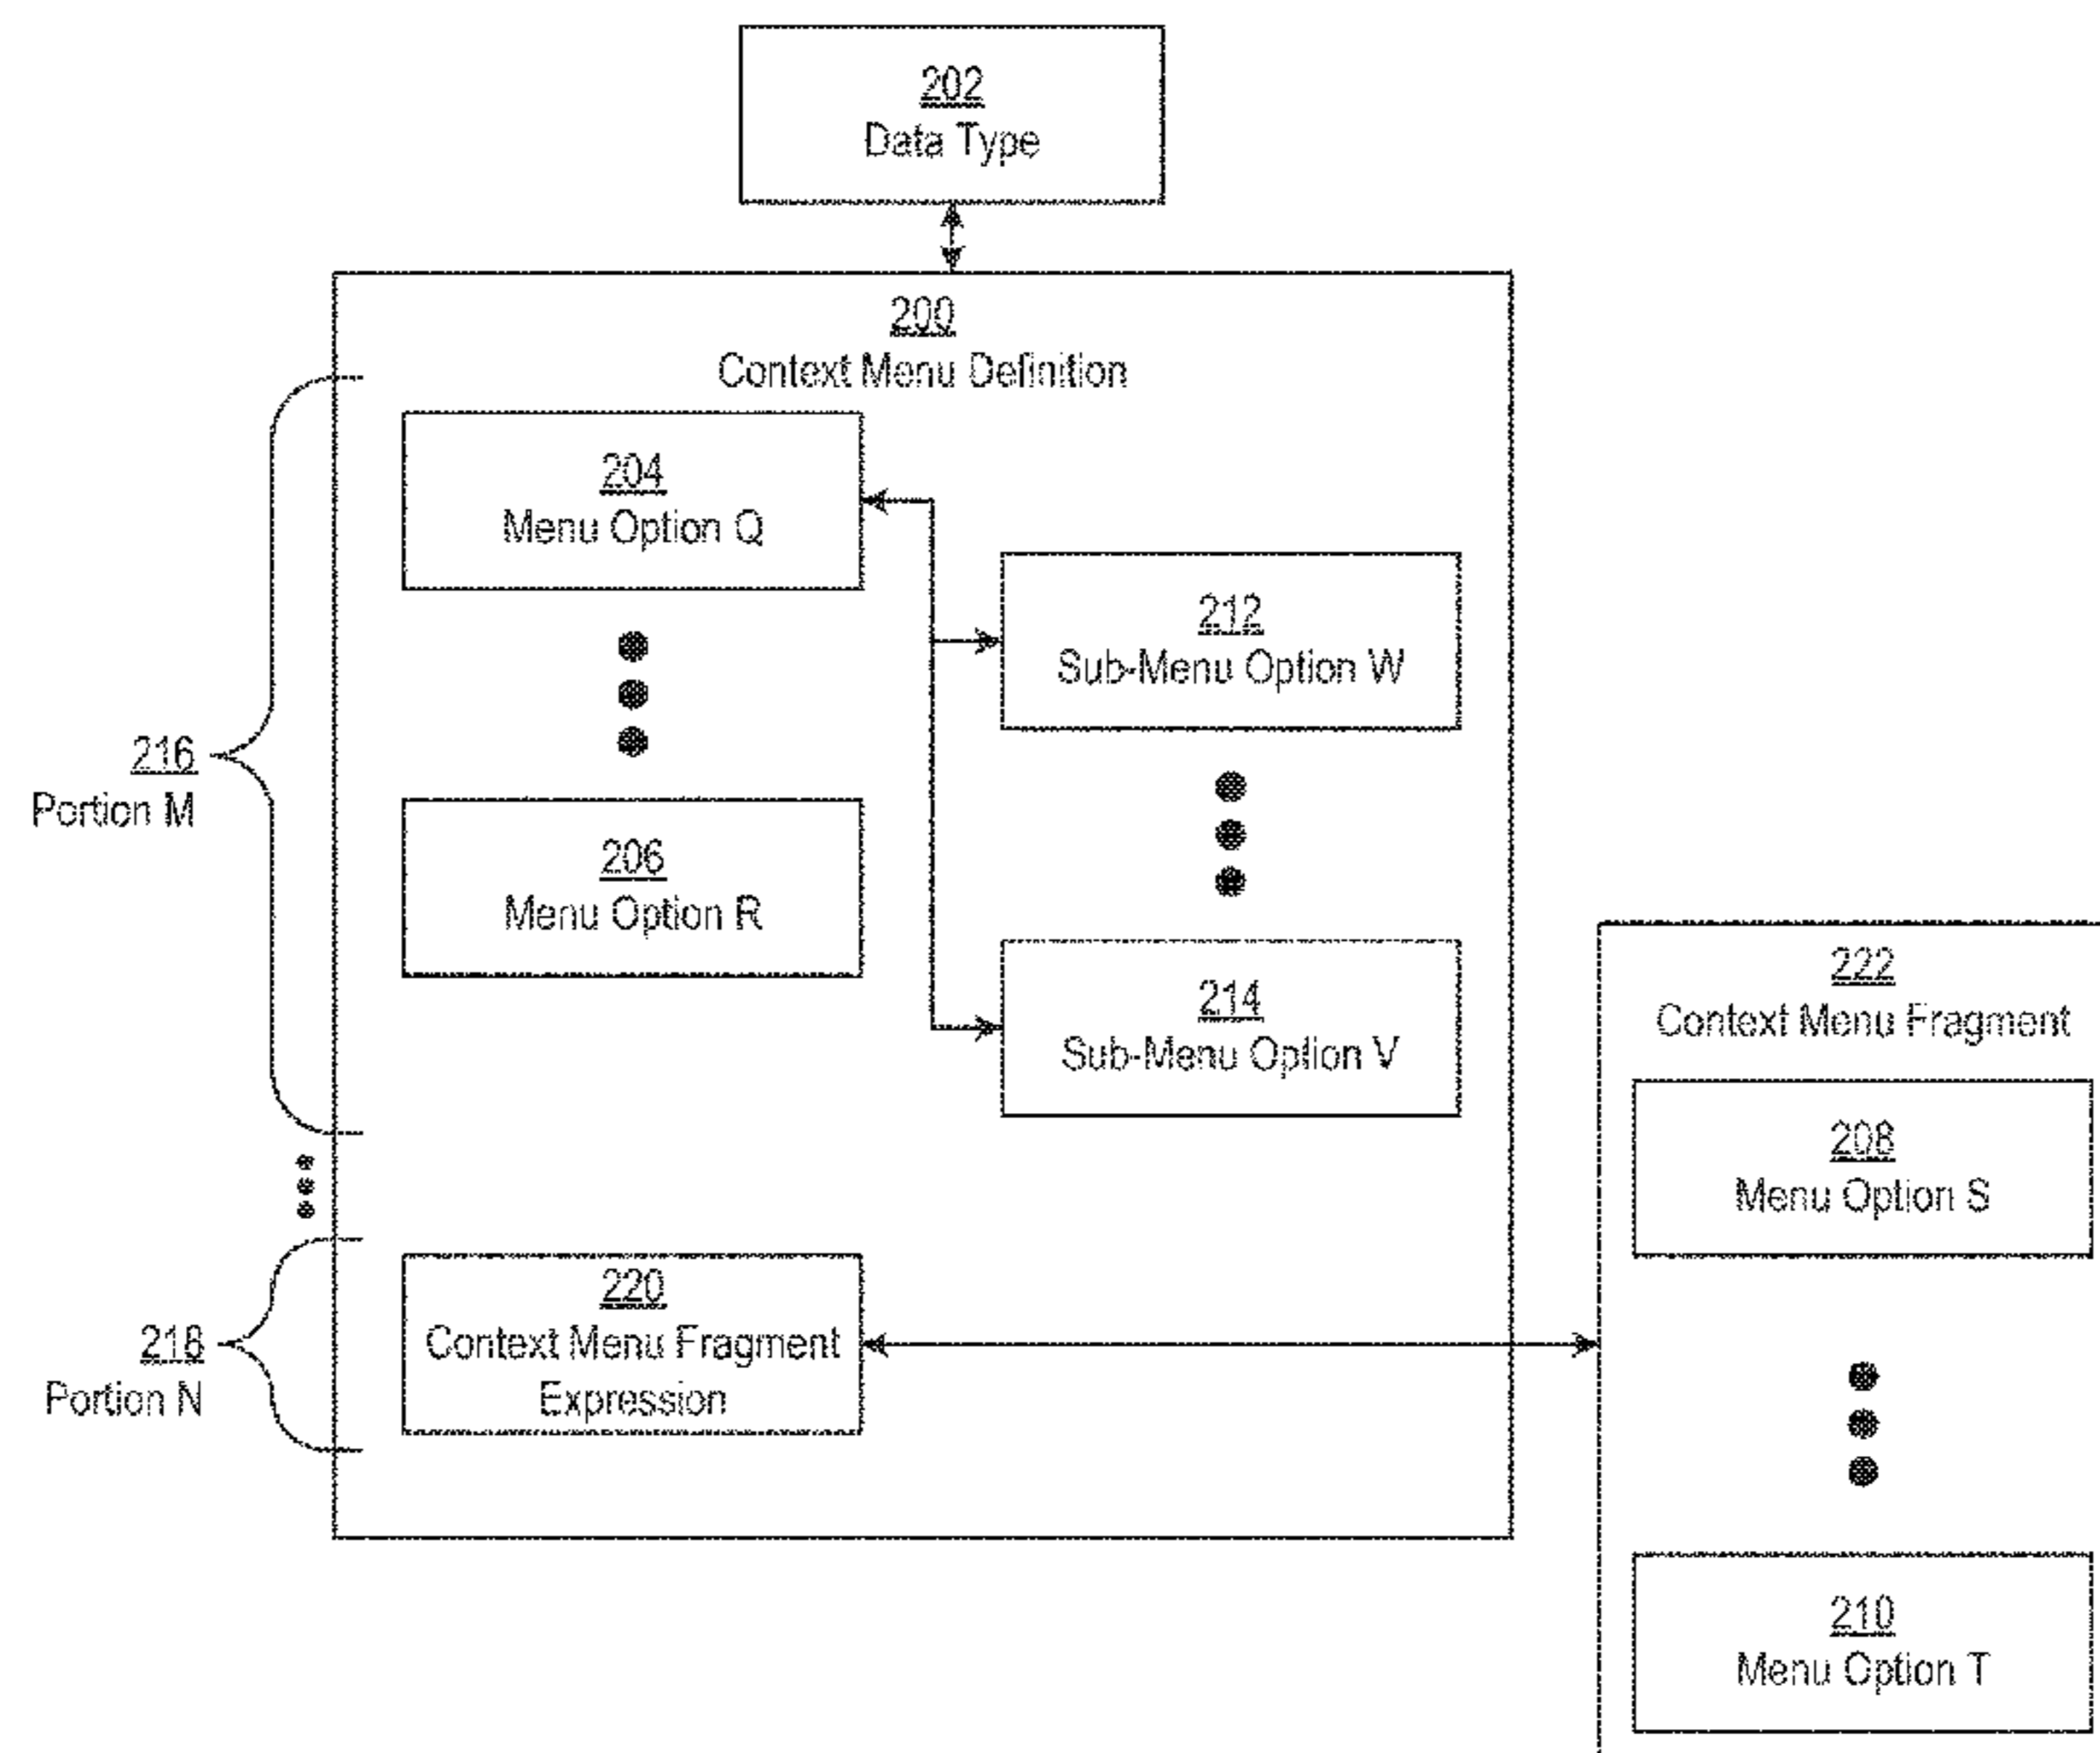 202
Data Type
200
Context Menu Definition
204
Menu Option Q
212
Sub-Menu Option W
216
Portion M
206
Menu Option R
214
Sub-Menu Option V
222
Context Menu Fragment
208
Menu Option S
220
Context Menu Fragment
Expression
218
Portion N
210
Menu Option T